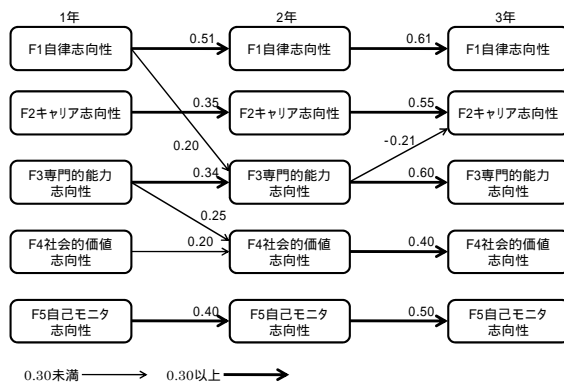 1年 2年 3年
F1自律志向性 0.51 F1自律志向性 0.61 F1自律志向性
F2キャリア志向性 0.35 F2キャリア志向性 0.55 F2キャリア志向性
0.20 -0.21
F3専門的能力 0.34 F3専門的能力 0.60 F3専門的能力
志向性 志向性 志向性
0.25
F4社会的価値 0.20 F4社会的価値 0.40 F4社会的価値
志向性 志向性 志向性
F5自己モニタ 0.40 F5自己モニタ 0.50 F5自己モニタ
志向性 志向性 志向性
0.30未満 0.30以上